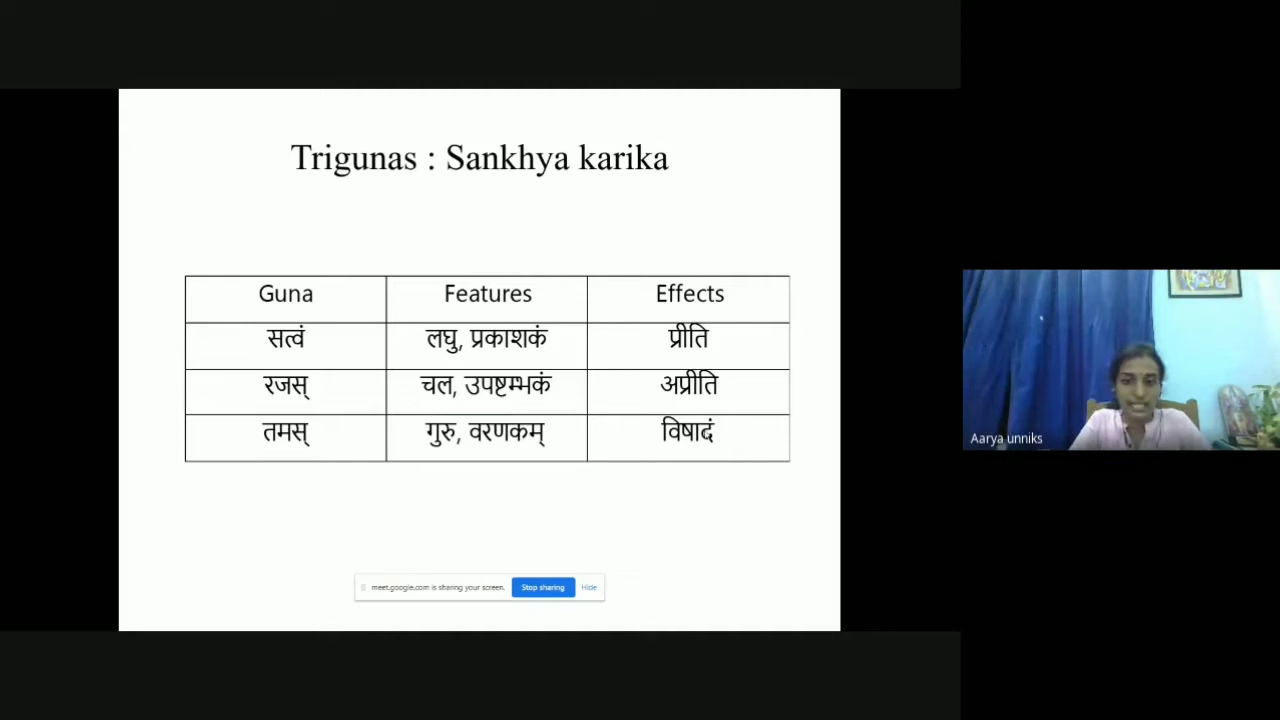 Trigunas : Sankhya karika
Guna Features Effects
सत्वं लघु, प्रकाशकं प्रीति
रजस् चल, उपष्टम्भकं अप्रीति
तमस् गुरु, वरणकम् विषादं
meet.google.com is sharing your screen. Stop sharing Hide
Aarya unniks